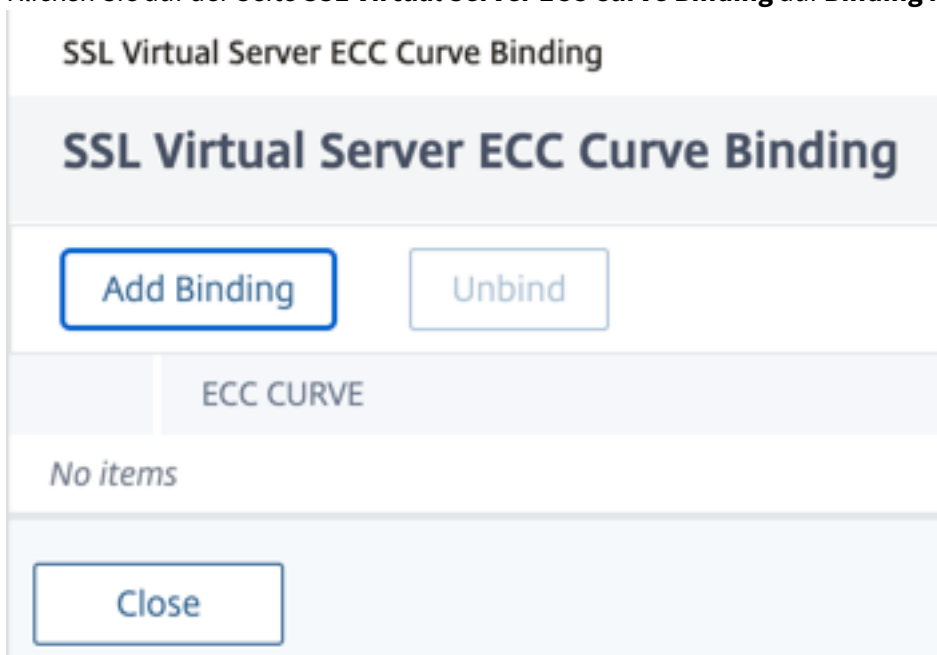 SSL Virtual Server ECC Curve Binding
SSL Virtual Server ECC Curve Binding
Add Binding Unbind
ECC CURVE
No items
Close